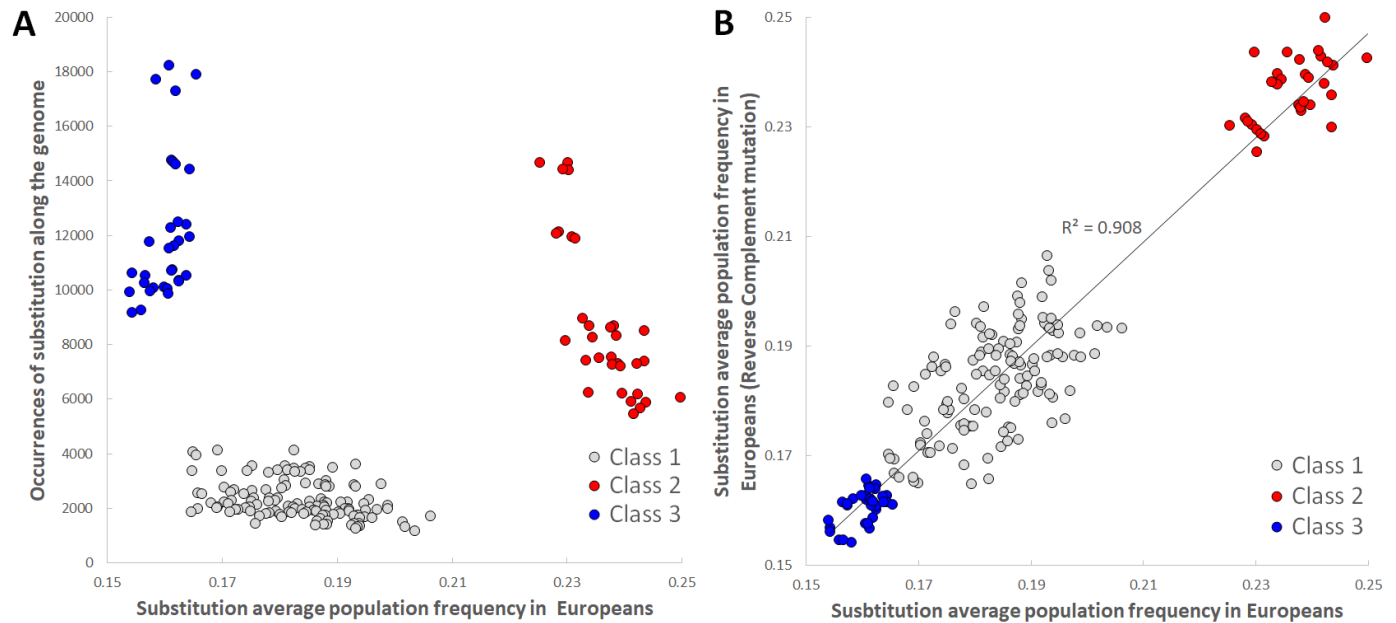 A
Occurrences of substitution along the genome
20000
18000
16000
14000
12000
10000
8000
6000
4000
2000
0
0.15
0.17
0.19
0.21
0.23
0.25
Substitution average population frequency in Europeans
Class 1
Class 2
Class 3
B
Substitution average population frequency in
Europeans (Reverse Complement mutation)
0.25
0.23
0.21
0.19
0.17
0.15
R² = 0.908
Class 1
Class 2
Class 3
0.15
0.17
0.19
0.21
0.23
0.25
Susbtitution average population frequency in Europeans